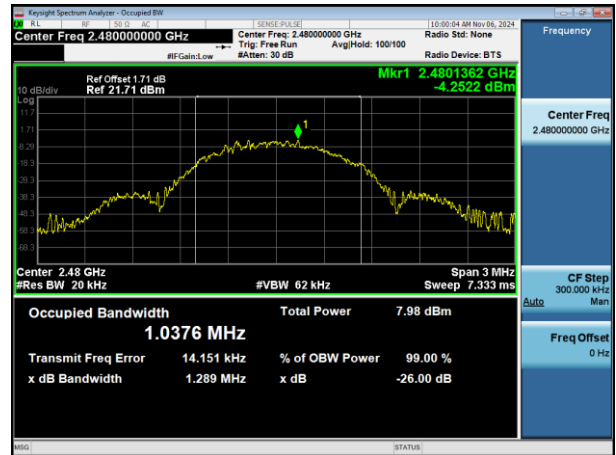 Keysight Spectrum Analyzer - Occupied BW
RL RF 50 Ω AC SENSE:PULSE 10:00:04 AM Nov 06, 2024
Center Freq 2.480000000 GHz Center Freq: 2.480000000 GHz Radio Std: None Frequency
Trig: Free Run Avg|Hold: 100/100
#IFGain:Low #Atten: 30 dB Radio Device: BTS
Ref Offset 1.71 dB Mkr1 2.4801362 GHz
10 dB/div Ref 21.71 dBm -4.2522 dBm
Log
11.7
1.71
-8.29
-18.3
-28.3
-38.3
-48.3
-58.3
-68.3
1
Center Freq
2.480000000 GHz
Center 2.48 GHz Span 3 MHz
#Res BW 20 kHz #VBW 62 kHz Sweep 7.333 ms
CF Step
300.000 kHz
Auto Man
Occupied Bandwidth Total Power 7.98 dBm
1.0376 MHz
Freq Offset
0 Hz
Transmit Freq Error 14.151 kHz % of OBW Power 99.00 %
x dB Bandwidth 1.289 MHz x dB -26.00 dB
MSG STATUS